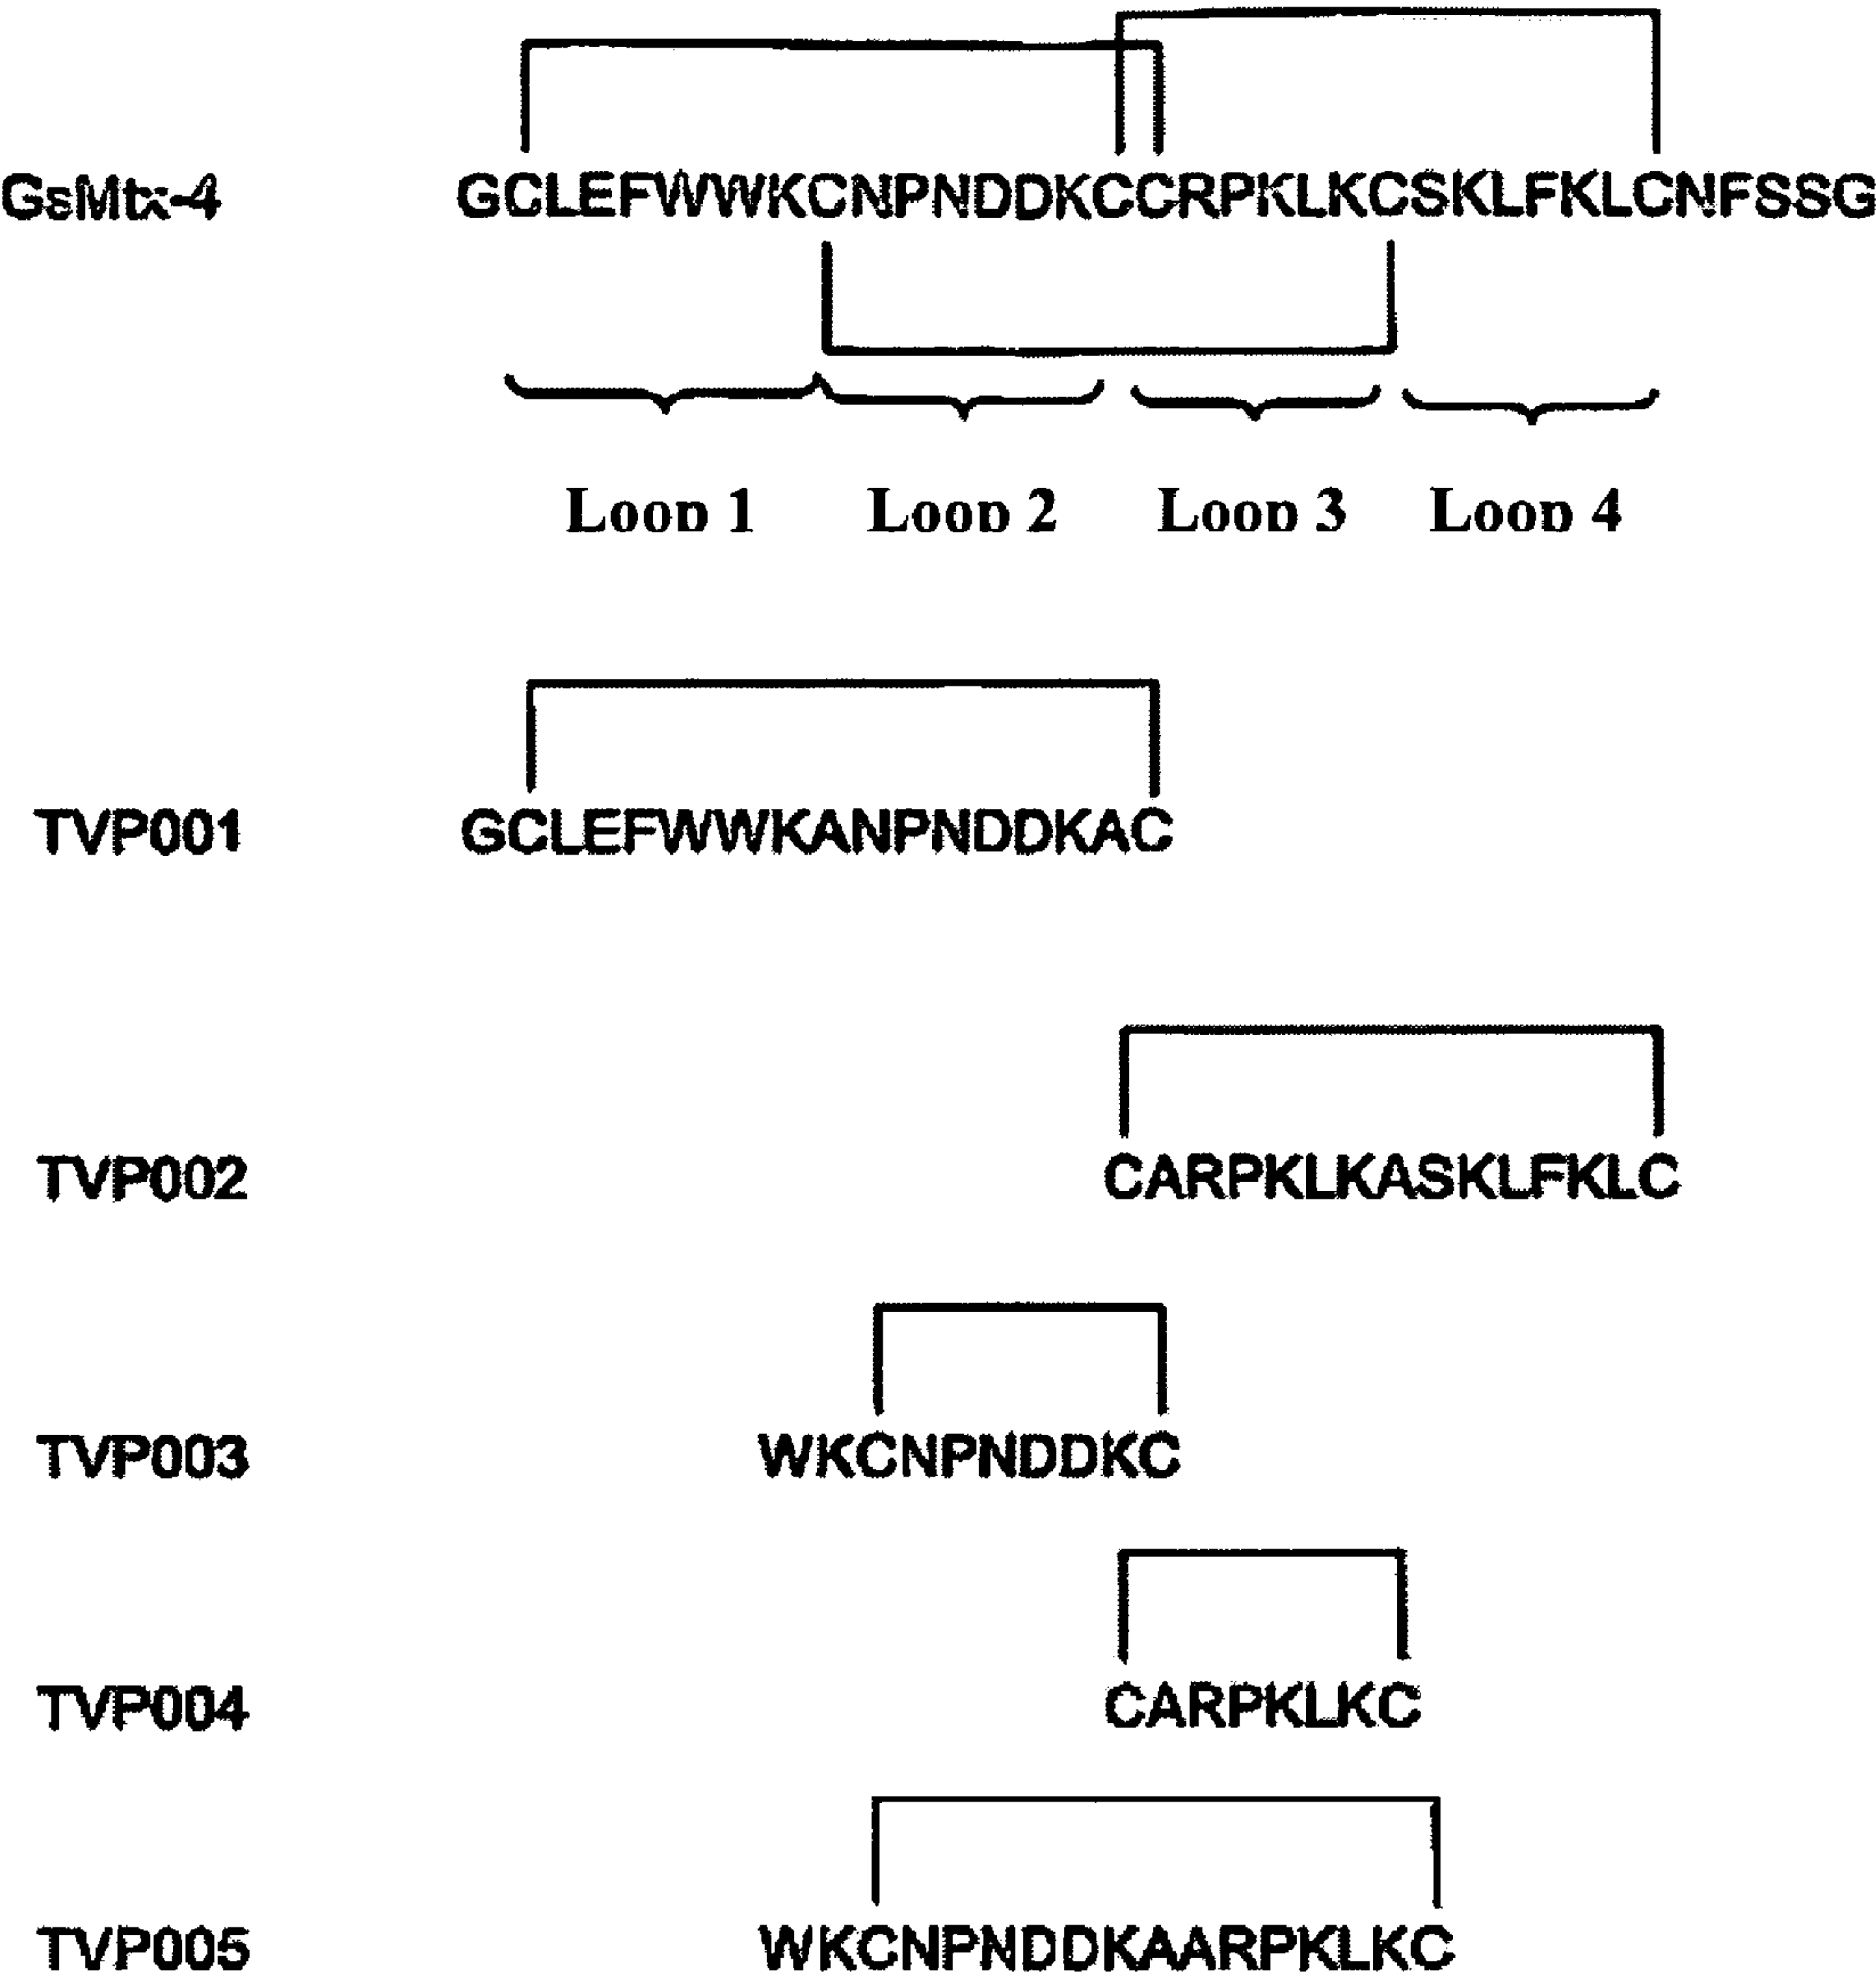 GsMtx-4 GCLEFWWKCNPNDDKCCRPKLKCSKLFKLCNFSSG
Loop 1 Loop 2 Loop 3 Loop 4
TVP001 GCLEFWWKANPNDDKAC
TVP002 CARPKLKASKLFKLC
TVP003 WKCNPNDDKC
TVP004 CARPKLKC
TVP005 WKCNPNDDKAARPKLKC